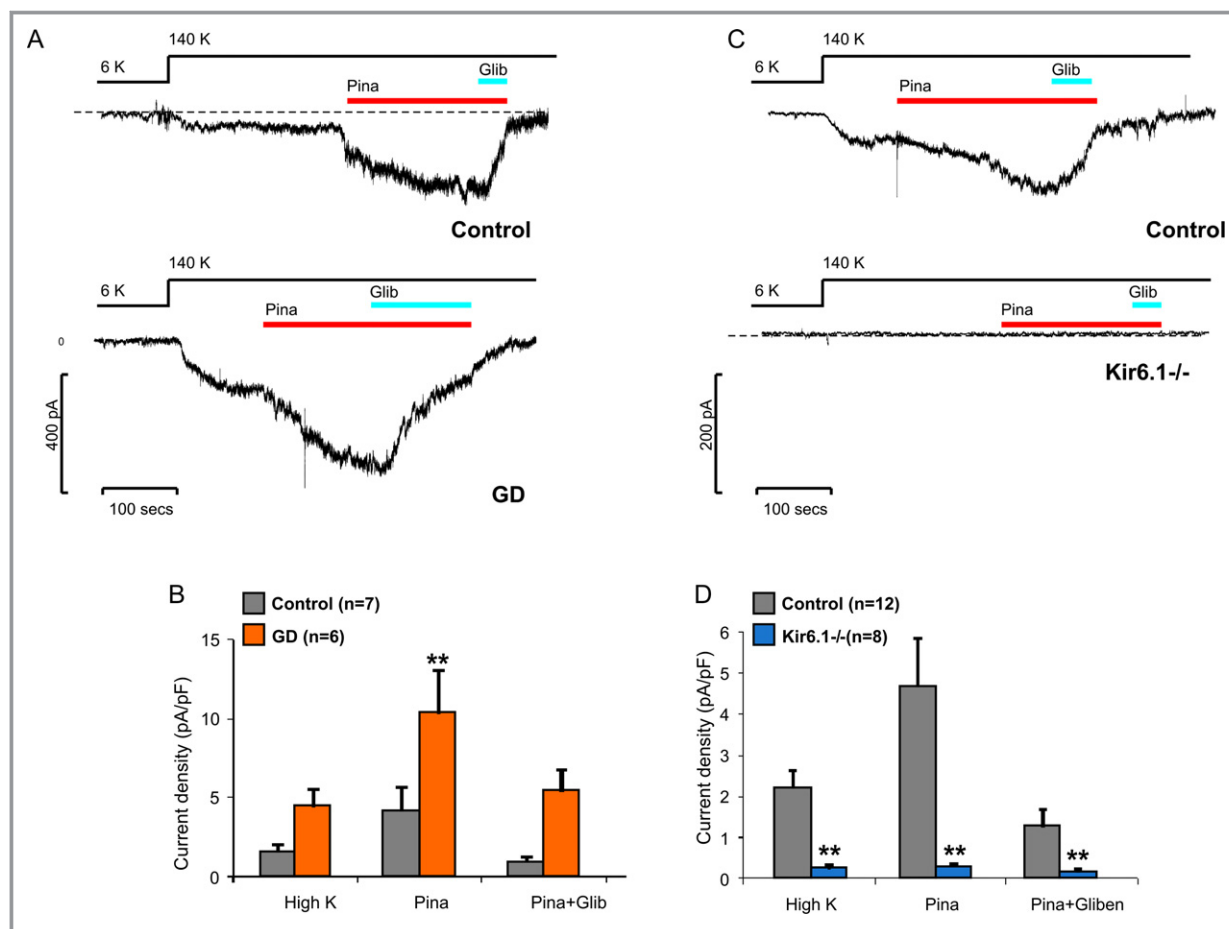 A
140 K
6 K
Glib
Pina
Control
140 K
6 K
Glib
Pina
0
400 pA
GD
100 secs
C
140 K
6 K
Glib
Pina
Control
140 K
6 K
Glib
Pina
Kir6.1-/-
200 pA
100 secs
B
Control (n=7)
GD (n=6)
Current density (pA/pF)
15
10
5
0
**
High K
Pina
Pina+Glib
D
Control (n=12)
Kir6.1-/-(n=8)
Current density (pA/pF)
6
5
4
3
2
1
0
**
**
**
High K
Pina
Pina+Gliben